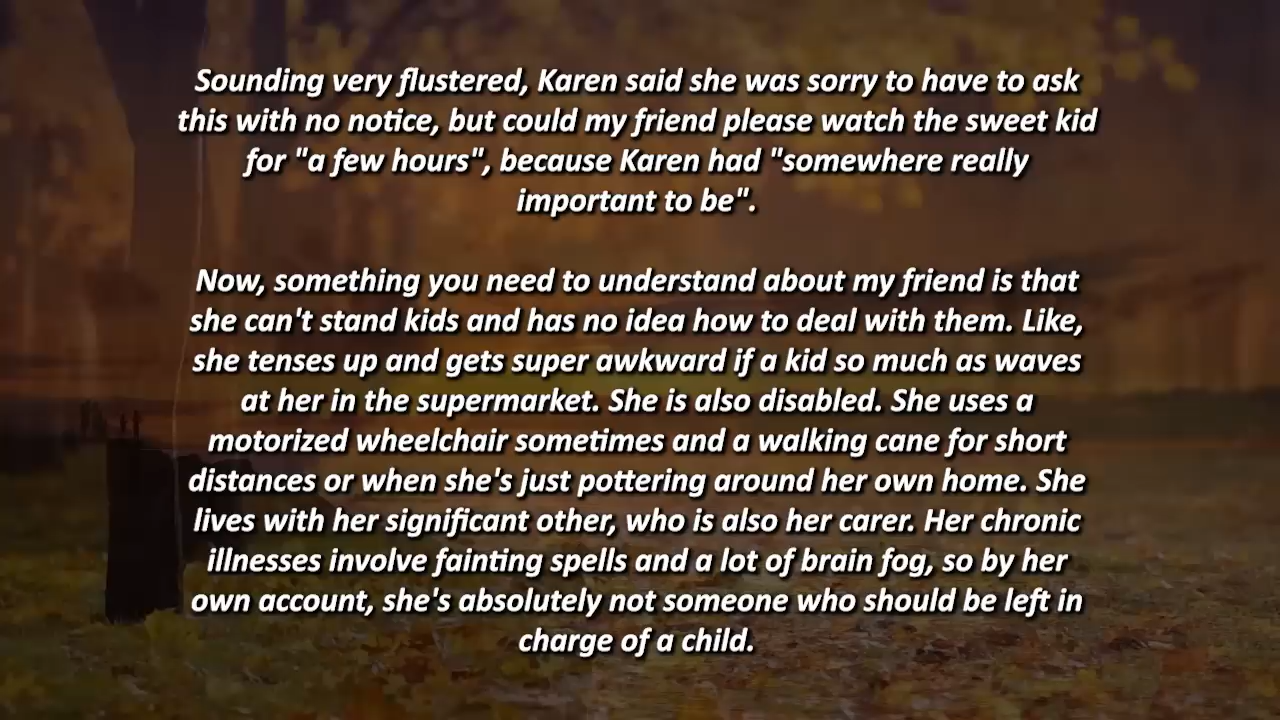 Sounding very flustered, Karen said she was sorry to have to ask
this with no notice, but could my friend please watch the sweet kid
for "a few hours", because Karen had "somewhere really
important to be".
Now, something you need to understand about my friend is that
she can't stand kids and has no idea how to deal with them. Like,
she tenses up and gets super awkward if a kid so much as waves
at her in the supermarket. She is also disabled. She uses a
motorized wheelchair sometimes and a walking cane for short
distances or when she's just pottering around her own home. She
lives with her significant other, who is also her carer. Her chronic
illnesses involve fainting spells and a lot of brain fog, so by her
own account, she's absolutely not someone who should be left in
charge of a child.